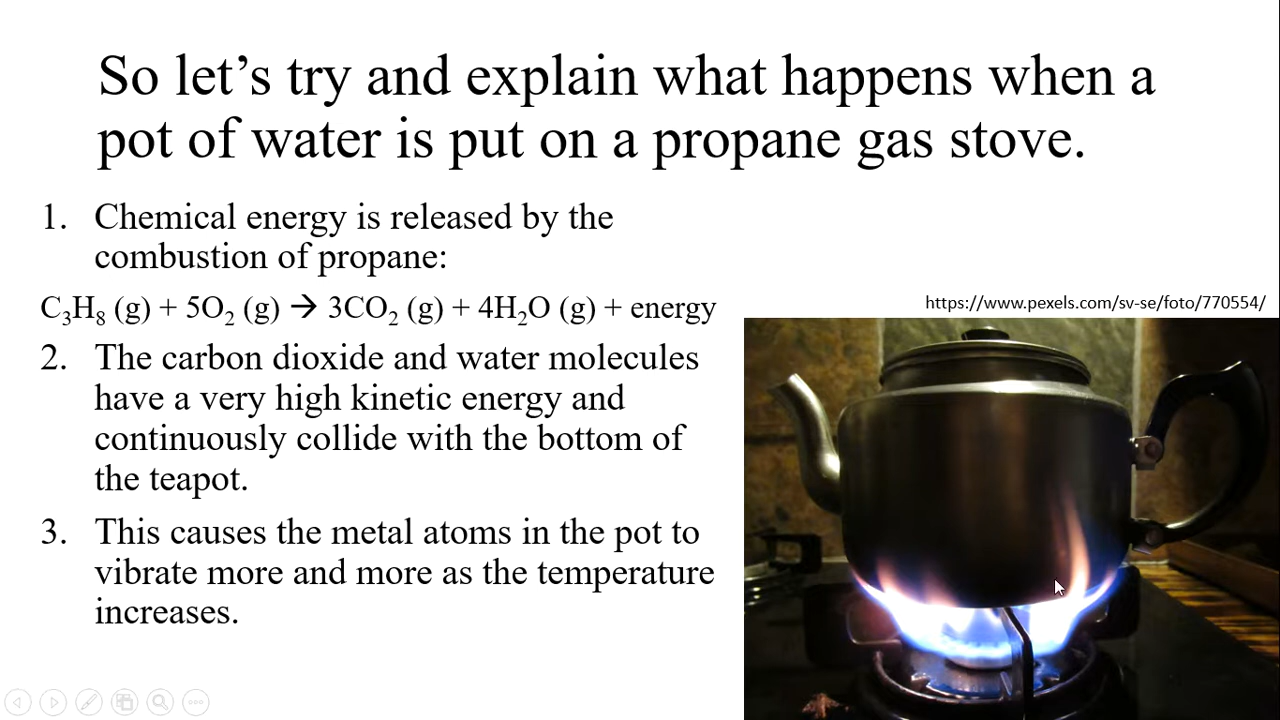 So let’s try and explain what happens when a
pot of water is put on a propane gas stove.
1. Chemical energy is released by the
combustion of propane:
C₃H₈ (g) + 5O₂ (g) → 3CO₂ (g) + 4H₂O (g) + energy
https://www.pexels.com/sv-se/foto/770554/
2. The carbon dioxide and water molecules
have a very high kinetic energy and
continuously collide with the bottom of
the teapot.
3. This causes the metal atoms in the pot to
vibrate more and more as the temperature
increases.